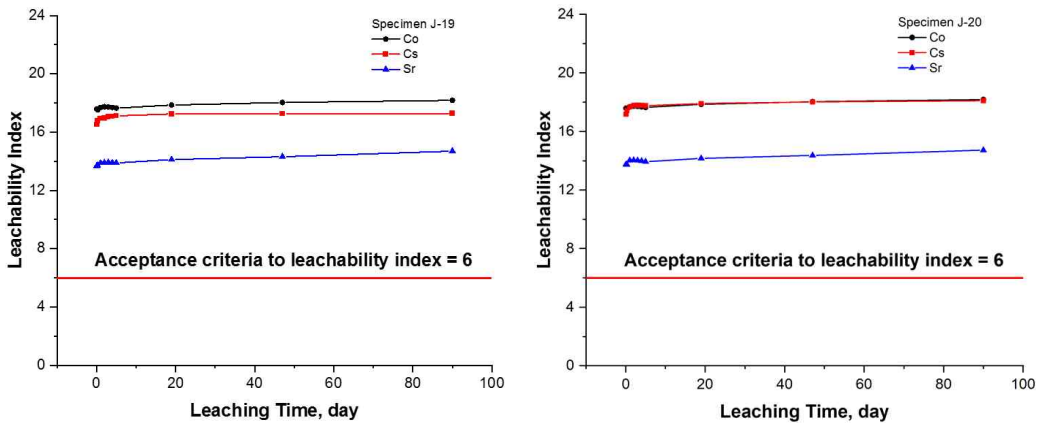 24
20
16
12
8
4
0
Leachability Index
Specimen J-19
Co
Cs
Sr
Acceptance criteria to leachability index = 6
0
20
40
60
80
100
Leaching Time, day
24
20
16
12
8
4
0
Leachability Index
Specimen J-20
Co
Cs
Sr
Acceptance criteria to leachability index = 6
0
20
40
60
80
100
Leaching Time, day